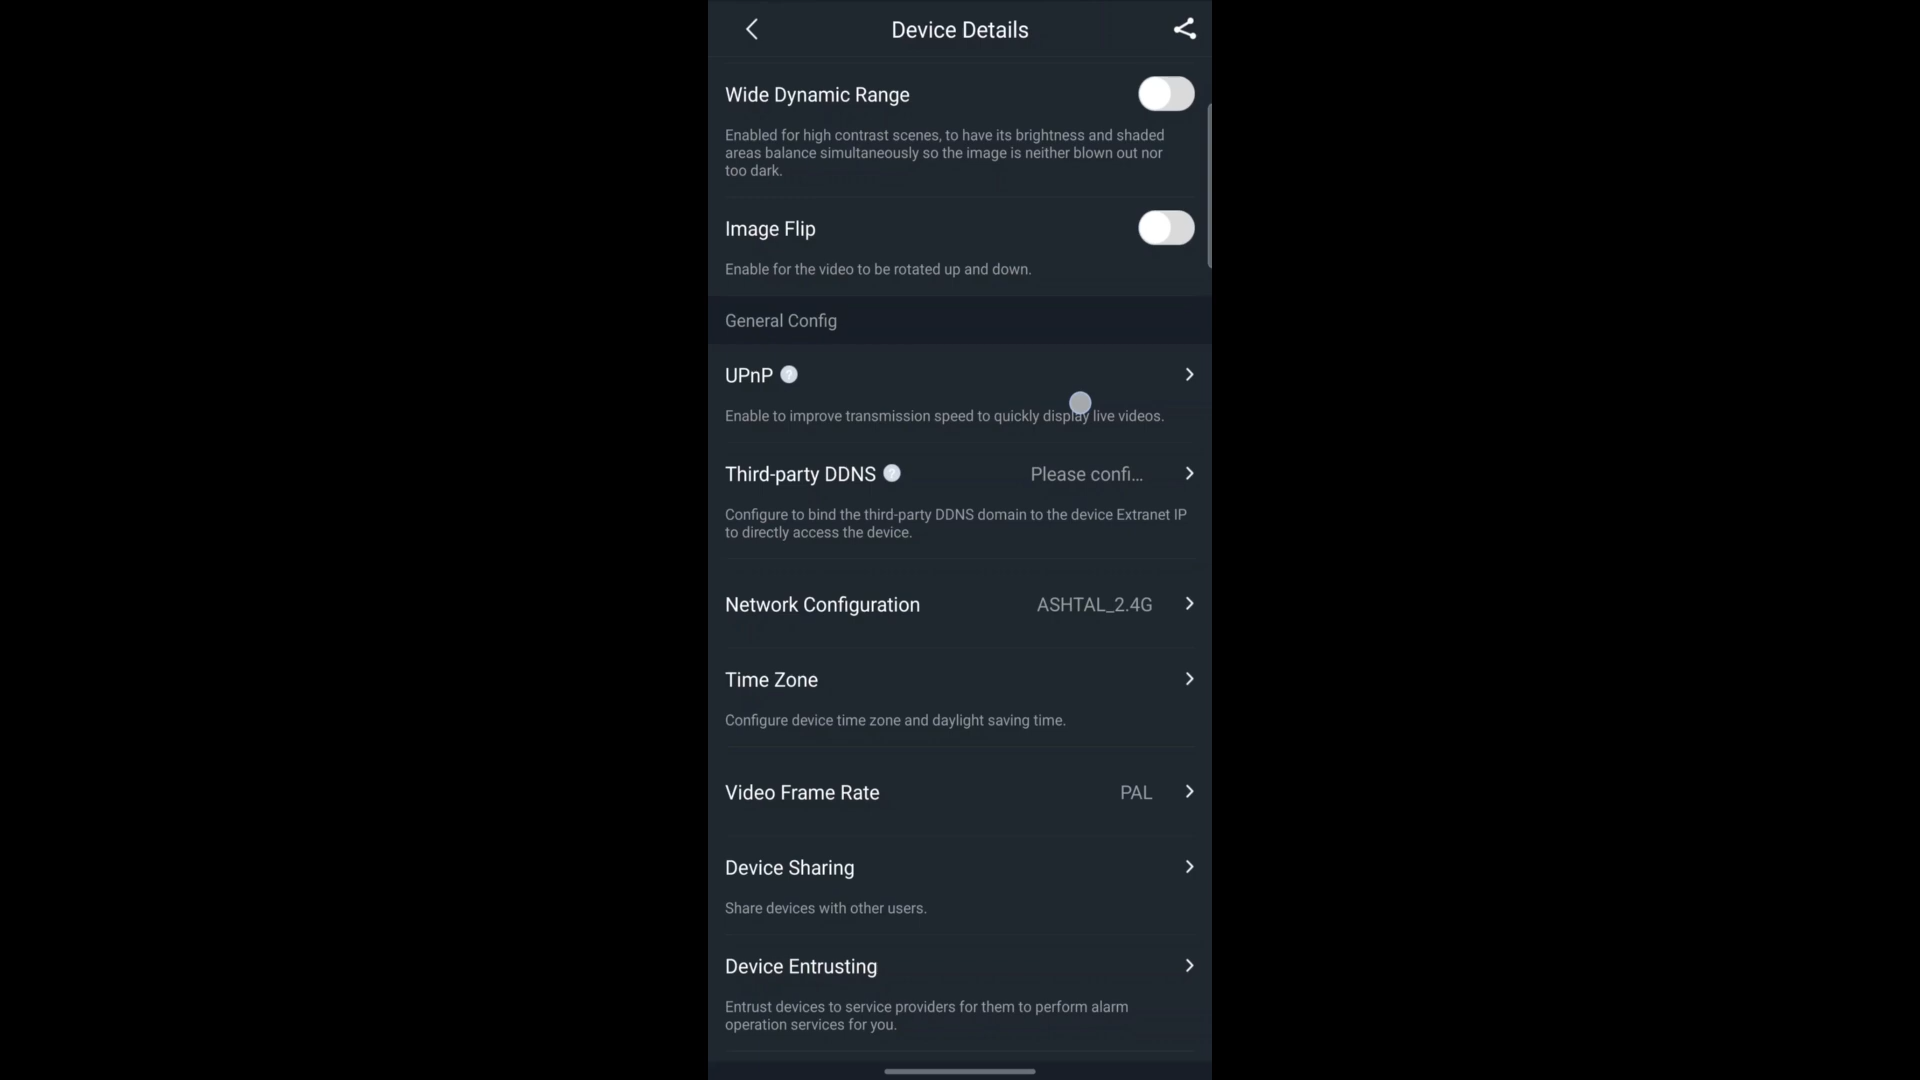 Device Details
Wide Dynamic Range
Enabled for high contrast scenes, to have its brightness and shaded
areas balance simultaneously so the image is neither blown out nor
too dark.
Image Flip
Enable for the video to be rotated up and down.
General Config
UPnP ?
Enable to improve transmission speed to quickly display live videos.
Third-party DDNS ? Please confi...
Configure to bind the third-party DDNS domain to the device Extranet IP
to directly access the device.
Network Configuration ASHTAL_2.4G
Time Zone
Configure device time zone and daylight saving time.
Video Frame Rate PAL
Device Sharing
Share devices with other users.
Device Entrusting
Entrust devices to service providers for them to perform alarm
operation services for you.